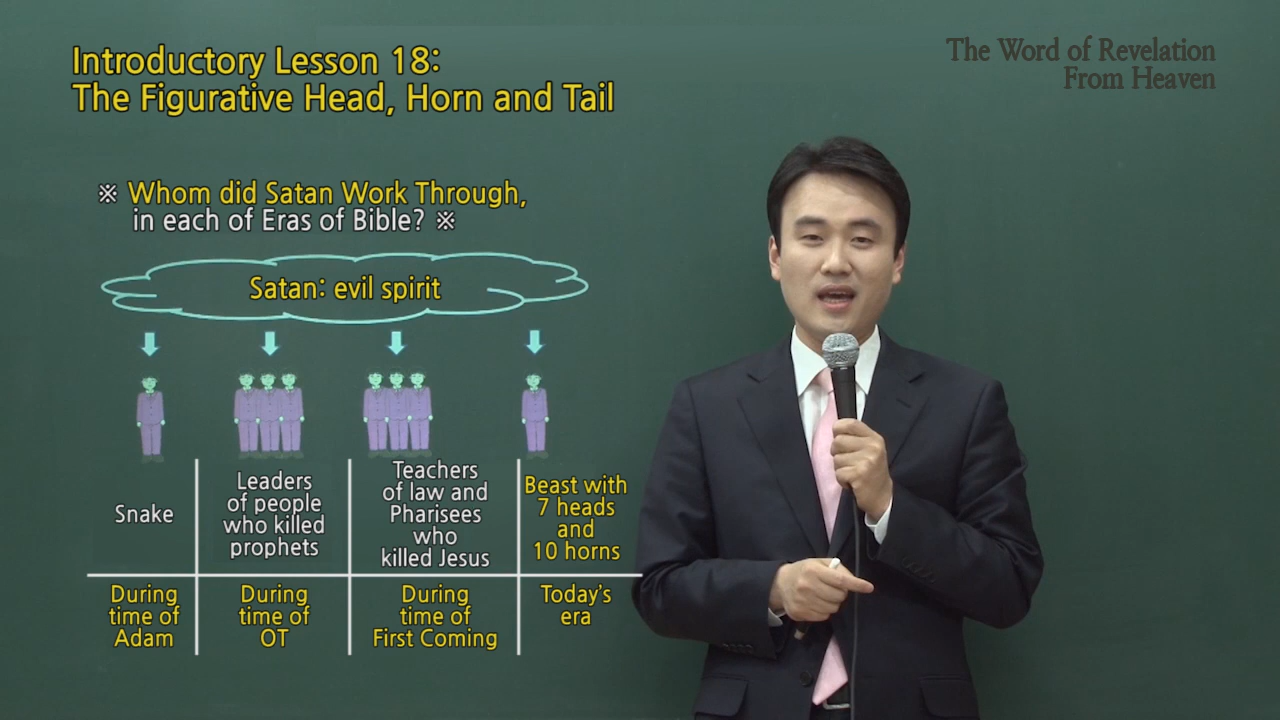 Introductory Lesson 18:
The Figurative Head, Horn and Tail
The Word of Revelation
From Heaven
※ Whom did Satan Work Through,
in each of Eras of Bible? ※
Satan: evil spirit
Snake
Leaders
of people
who killed
prophets
Teachers
of law and
Pharisees
who
killed Jesus
Beast with
7 heads
and
10 horns
During
time of
Adam
During
time of
OT
During
time of
First Coming
Today's
era